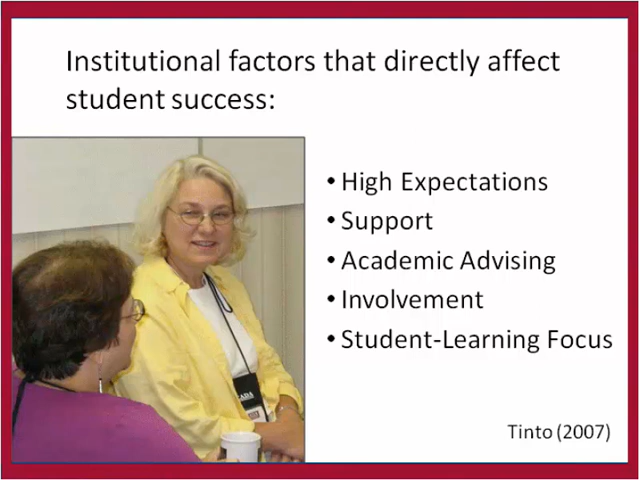 Institutional factors that directly affect
student success:
• High Expectations
• Support
• Academic Advising
• Involvement
• Student-Learning Focus
Tinto (2007)